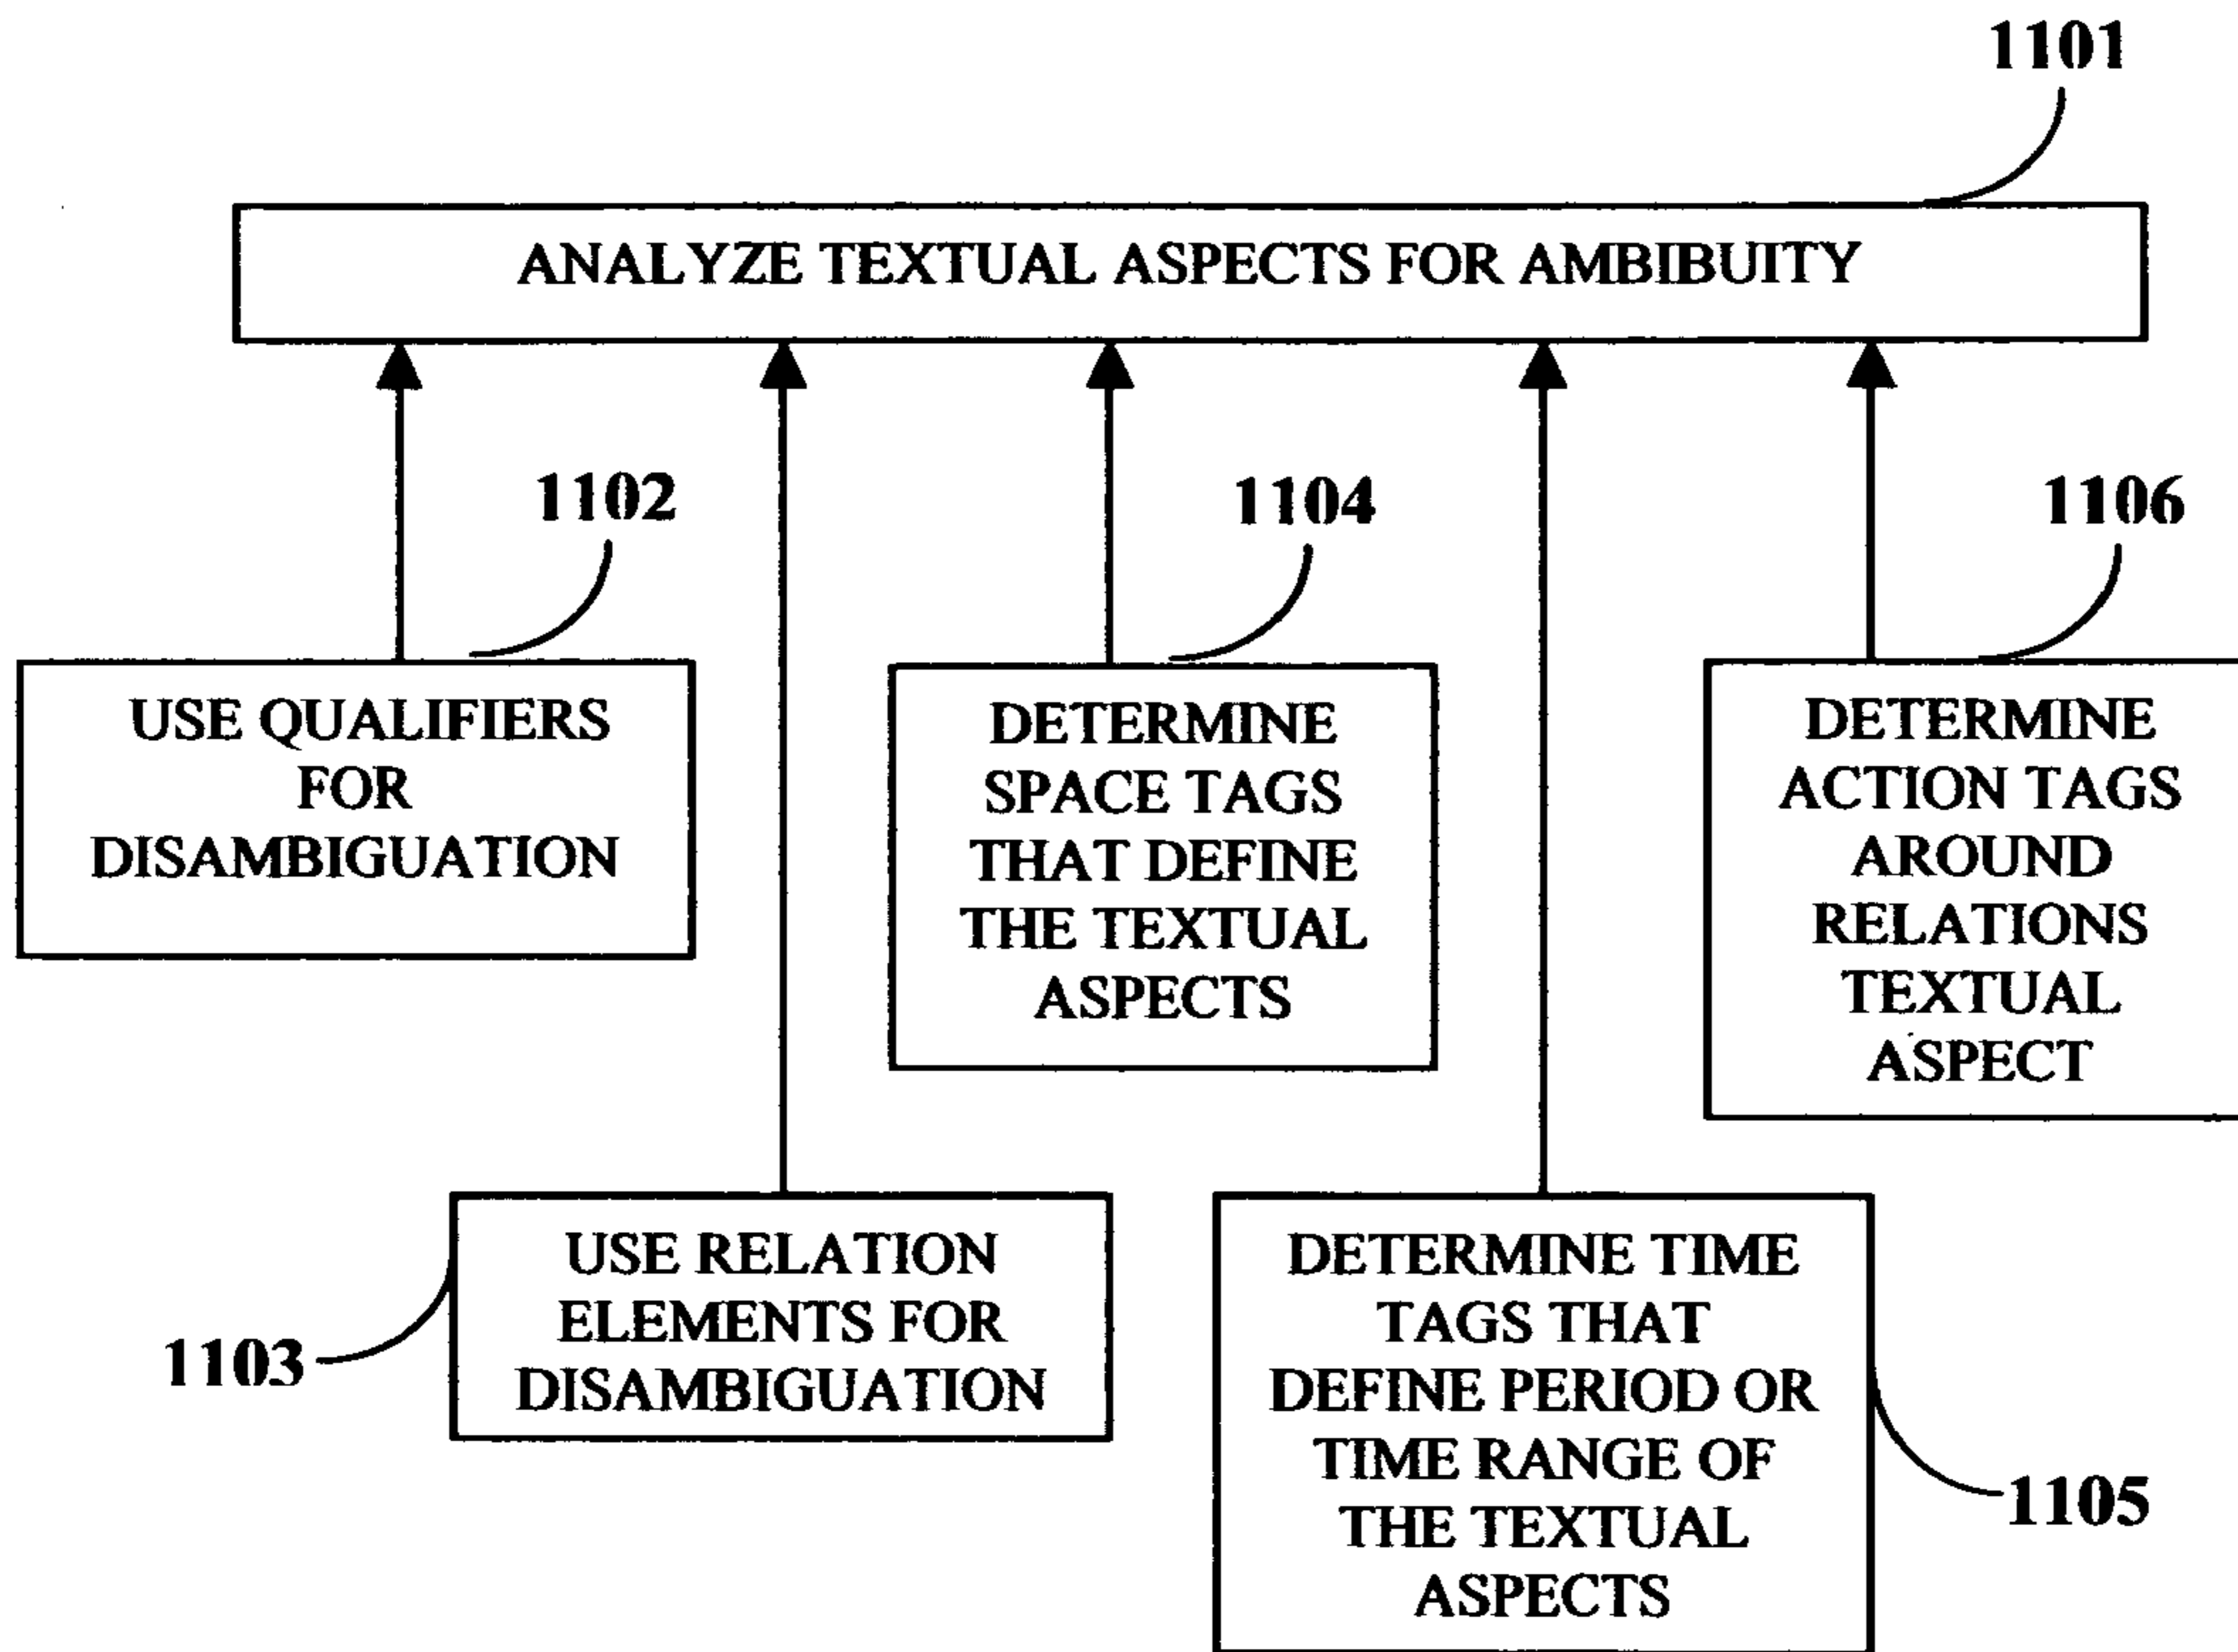 1101
ANALYZE TEXTUAL ASPECTS FOR AMBIBUITY
1102
USE QUALIFIERS
FOR
DISAMBIGUATION
1104
DETERMINE
SPACE TAGS
THAT DEFINE
THE TEXTUAL
ASPECTS
1106
DETERMINE
ACTION TAGS
AROUND
RELATIONS
TEXTUAL
ASPECT
1103
USE RELATION
ELEMENTS FOR
DISAMBIGUATION
DETERMINE TIME
TAGS THAT
DEFINE PERIOD OR
TIME RANGE OF
THE TEXTUAL
ASPECTS
1105